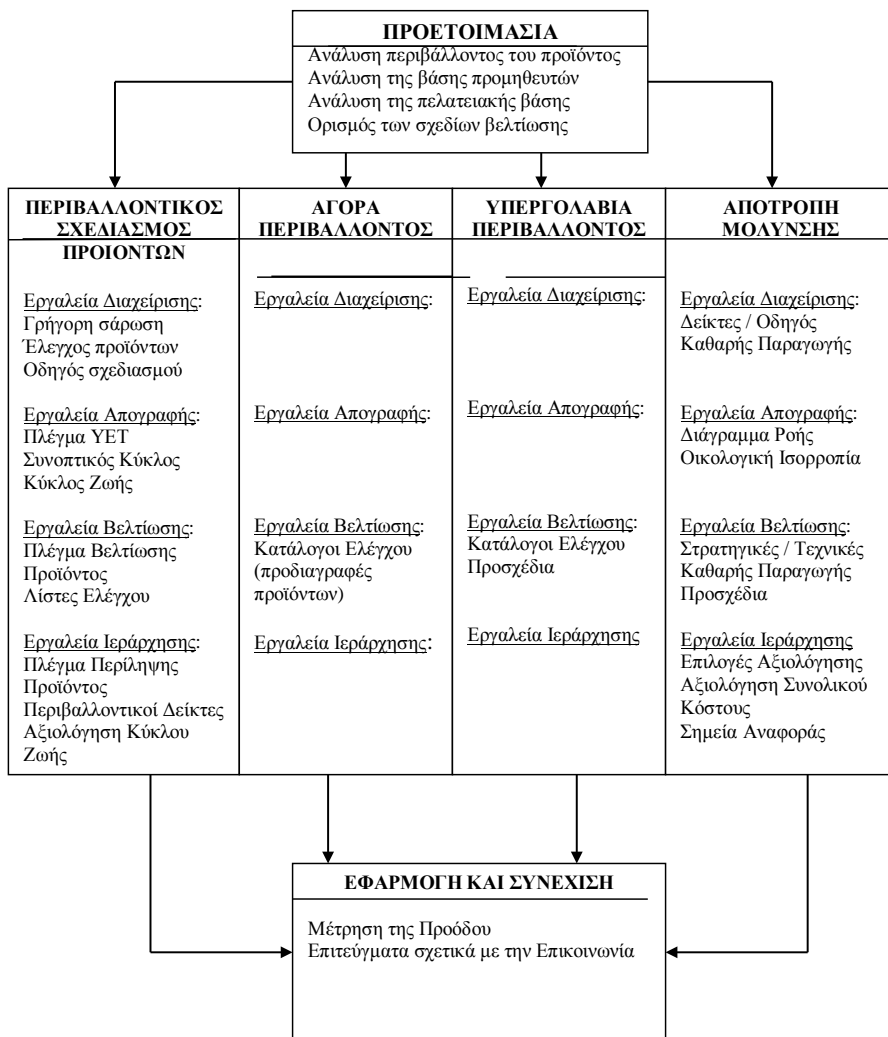 ΠΡΟΕΤΟΙΜΑΣΙΑ
Ανάλυση περιβάλλοντος του προϊόντος
Ανάλυση της βάσης προμηθευτών
Ανάλυση της πελατειακής βάσης
Ορισμός των σχεδίων βελτίωσης
ΠΕΡΙΒΑΛΛΟΝΤΙΚΟΣ
ΣΧΕΔΙΑΣΜΟΣ
ΠΡΟΙΟΝΤΩΝ
Εργαλεία Διαχείρισης:
Γρήγορη σάρωση
Έλεγχος προϊόντων
Οδηγός σχεδιασμού
Εργαλεία Απογραφής:
Πλέγμα ΥΕΤ
Συνοπτικός Κύκλος
Κύκλος Ζωής
Εργαλεία Βελτίωσης:
Πλέγμα Βελτίωσης
Προϊόντος
Λίστες Ελέγχου
Εργαλεία Ιεράρχησης:
Πλέγμα Περίληψης
Προϊόντος
Περιβαλλοντικοί Δείκτες
Αξιολόγηση Κύκλου
Ζωής
ΑΓΟΡΑ
ΠΕΡΙΒΑΛΛΟΝΤΟΣ
Εργαλεία Διαχείρισης:
Εργαλεία Απογραφής:
Εργαλεία Βελτίωσης:
Κατάλογοι Ελέγχου
(προδιαγραφές
προϊόντων)
Εργαλεία Ιεράρχησης:
ΥΠΕΡΓΟΛΑΒΙΑ
ΠΕΡΙΒΑΛΛΟΝΤΟΣ
Εργαλεία Διαχείρισης:
Εργαλεία Απογραφής:
Εργαλεία Βελτίωσης:
Κατάλογοι Ελέγχου
Προσχέδια
Εργαλεία Ιεράρχησης
ΑΠΟΤΡΟΠΗ
ΜΟΛΥΝΣΗΣ
Εργαλεία Διαχείρισης:
Δείκτες / Οδηγός
Καθαρής Παραγωγής
Εργαλεία Απογραφής:
Διάγραμμα Ροής
Οικολογική Ισορροπία
Εργαλεία Βελτίωσης:
Στρατηγικές / Τεχνικές
Καθαρής Παραγωγής
Προσχέδια
Εργαλεία Ιεράρχησης
Επιλογές Αξιολόγησης
Αξιολόγηση Συνολικού
Κόστους
Σημεία Αναφοράς
ΕΦΑΡΜΟΓΗ ΚΑΙ ΣΥΝΕΧΙΣΗ
Μέτρηση της Προόδου
Επιτεύγματα σχετικά με την Επικοινωνία